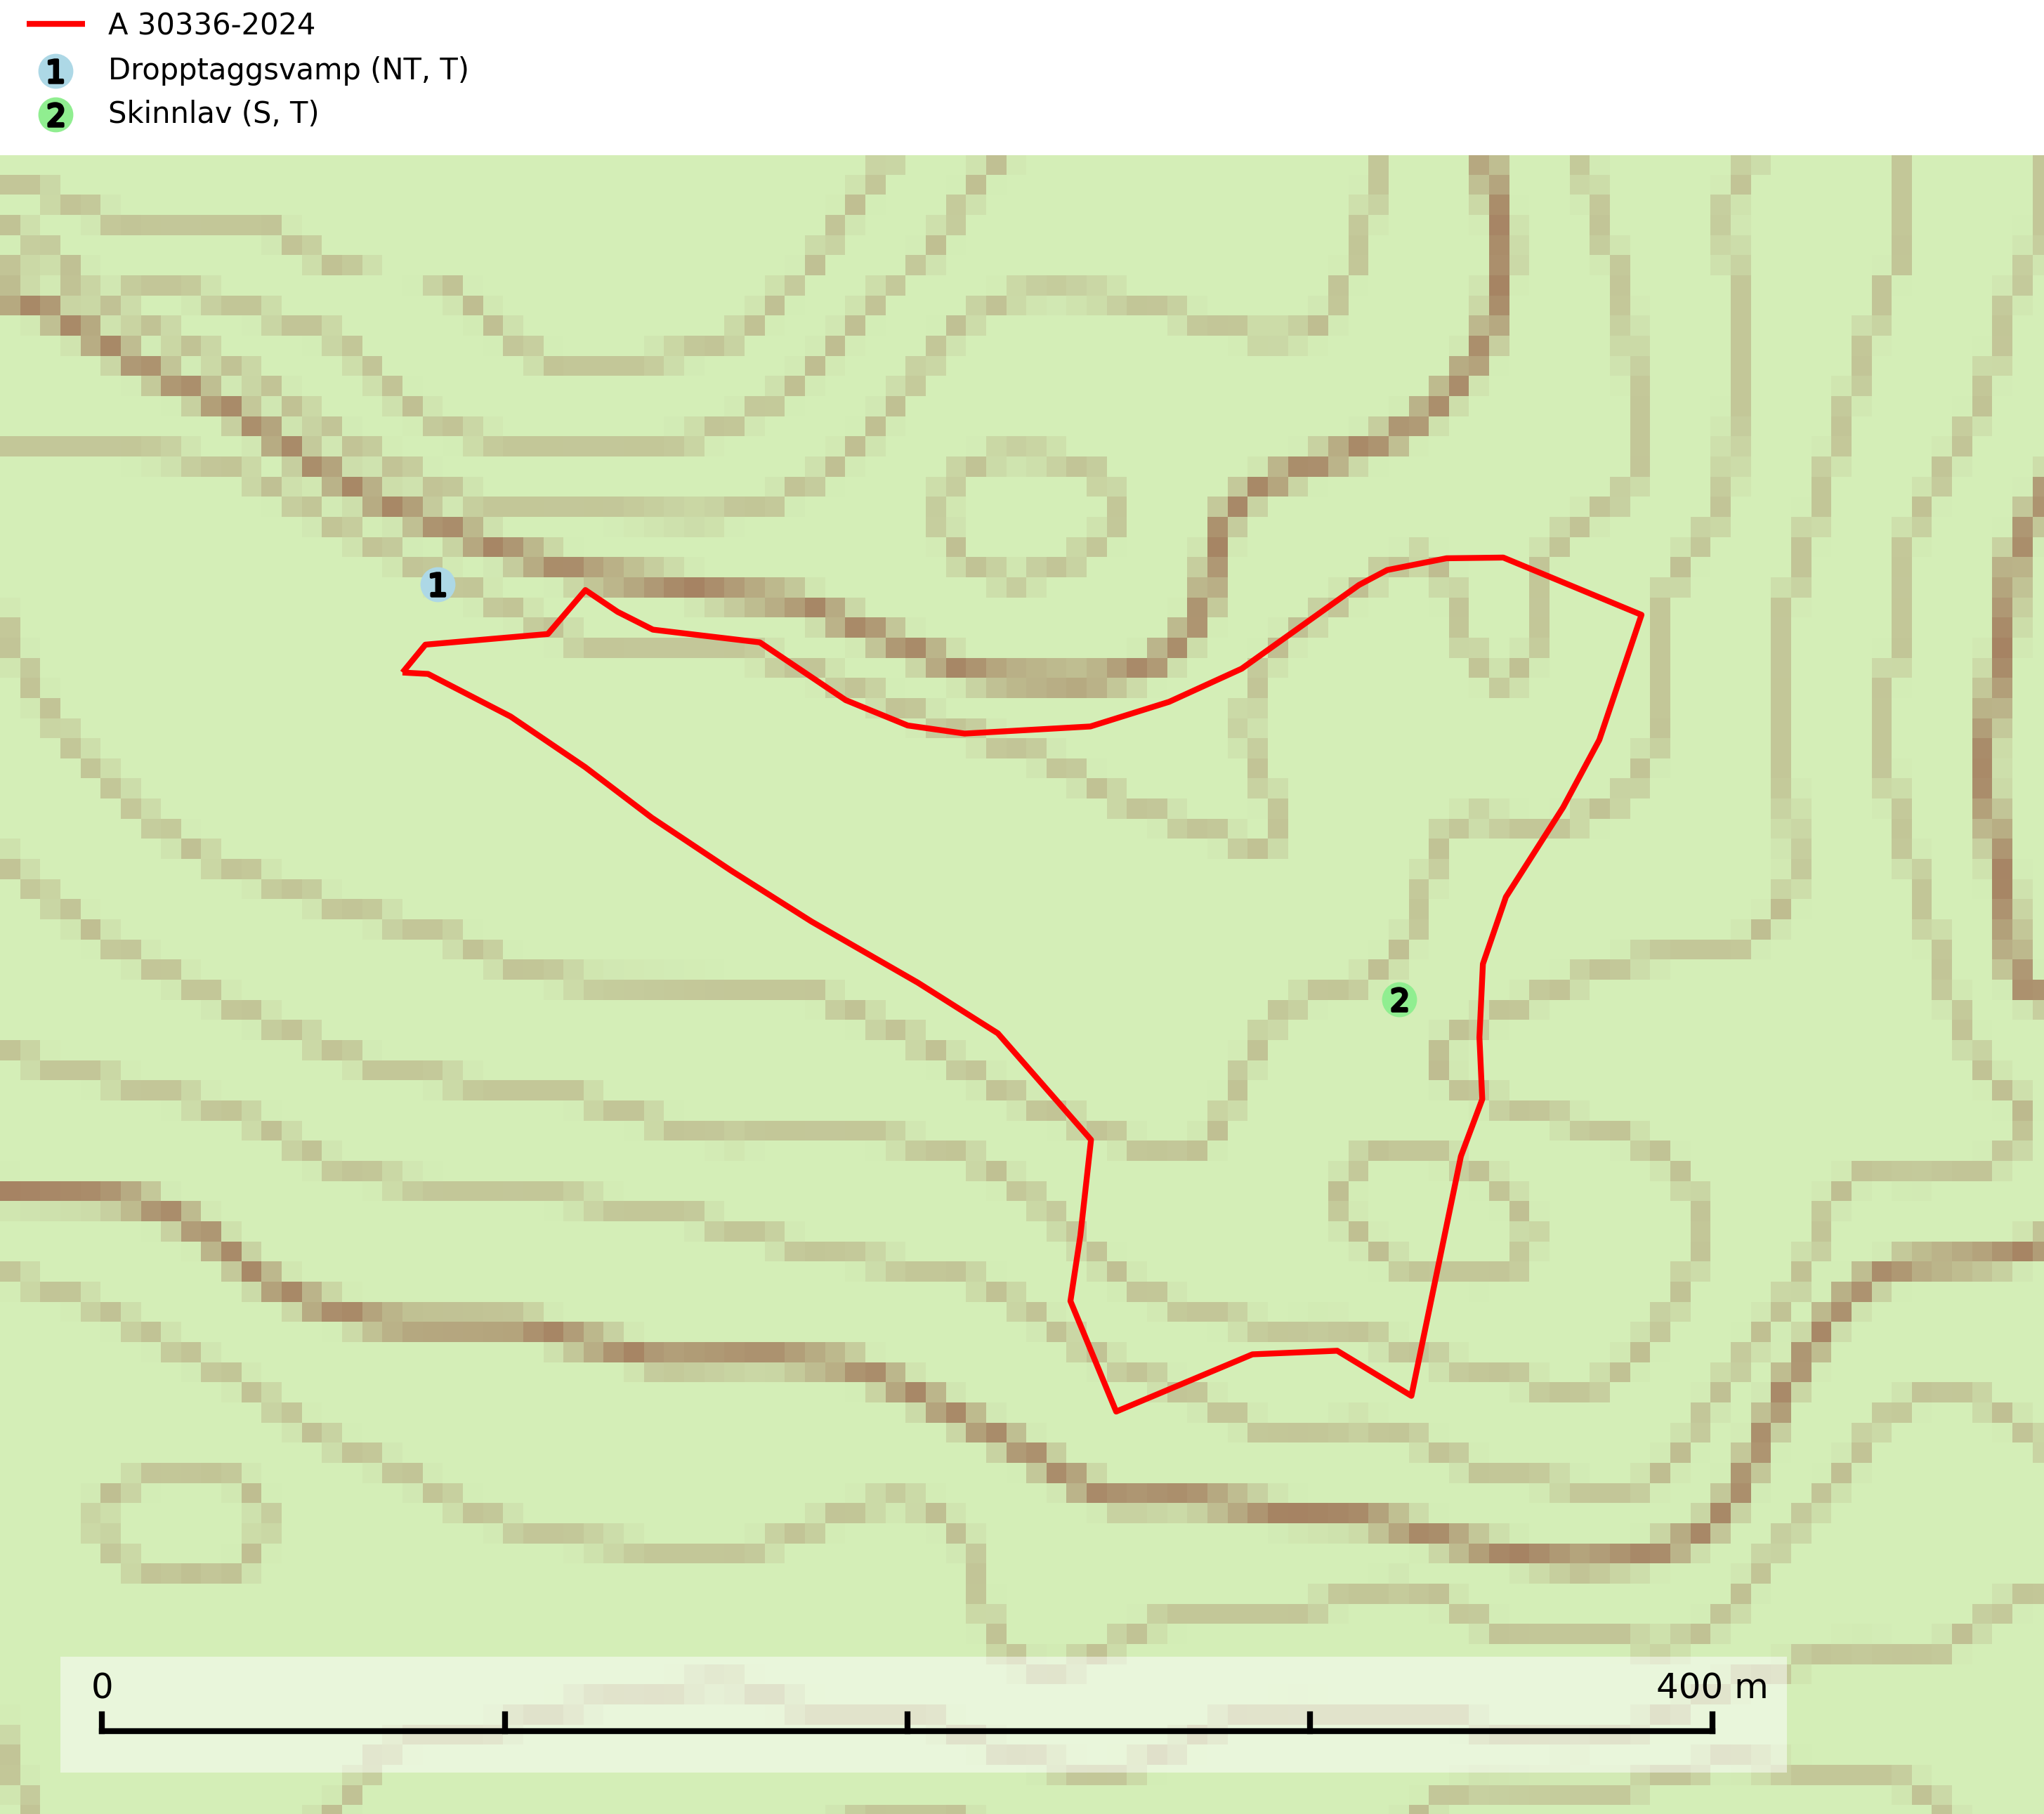 A 30336-2024
1 Dropptaggsvamp (NT, T)
2 Skinnlav (S, T)
1
2
0 400 m